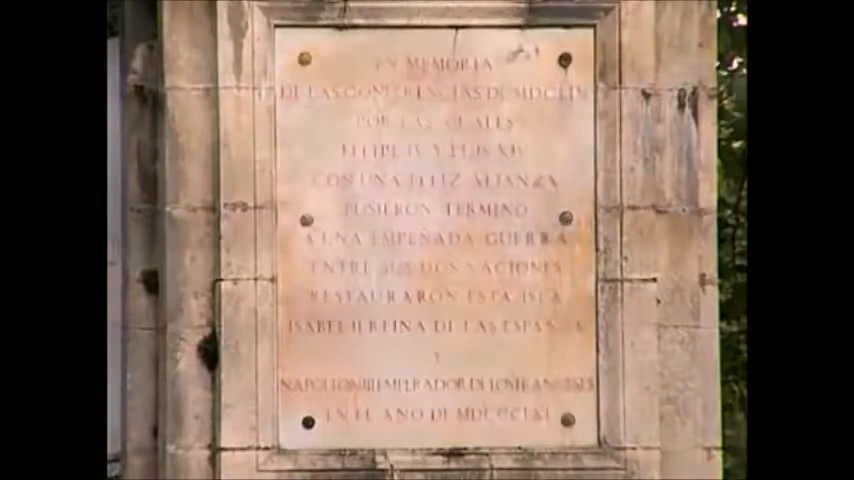 EN MEMORIA
DE LAS CONFERENCIAS DE MDCLIX
POR LAS CUALES
FELIPE IV Y LUIS XIV
CON UNA FELIZ ALIANZA
PUSIERON TERMINO
A UNA EMPEÑADA GUERRA
ENTRE SUS DOS NACIONES
RESTAURARON ESTA ISLA
ISABEL II REINA DE LAS ESPAÑAS
Y
NAPOLEON III EMPERADOR DE LOS FRANCESES
EN EL ANO DE MDCCCLXI